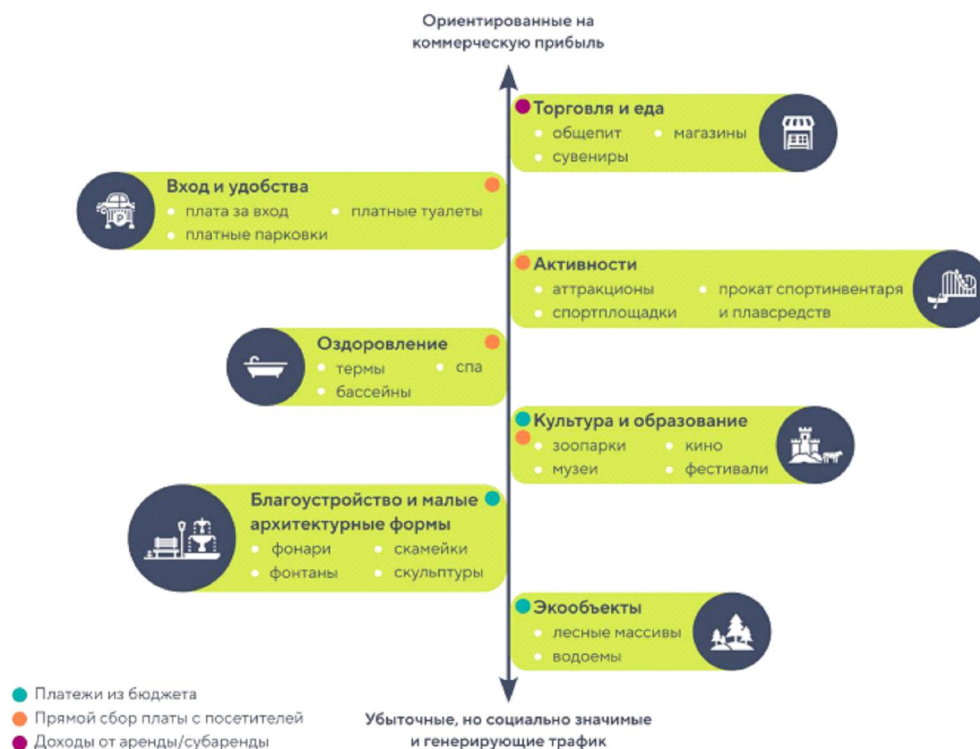 Ориентированные на
коммерческую прибыль
Торговля и еда
общепит магазины
сувениры
Вход и удобства
плата за вход платные туалеты
платные парковки
P
Активности
аттракционы прокат спортинвентаря
спортплощадки и плавсредств
Оздоровление
термы спа
бассейны
Культура и образование
зоопарки кино
музеи фестивали
Благоустройство и малые
архитектурные формы
фонари скамейки
фонтаны скульптуры
Экообъекты
лесные массивы
водоемы
Платежи из бюджета
Прямой сбор платы с посетителей
Доходы от аренды/субаренды
Убыточные, но социально значимые
и генерирующие трафик